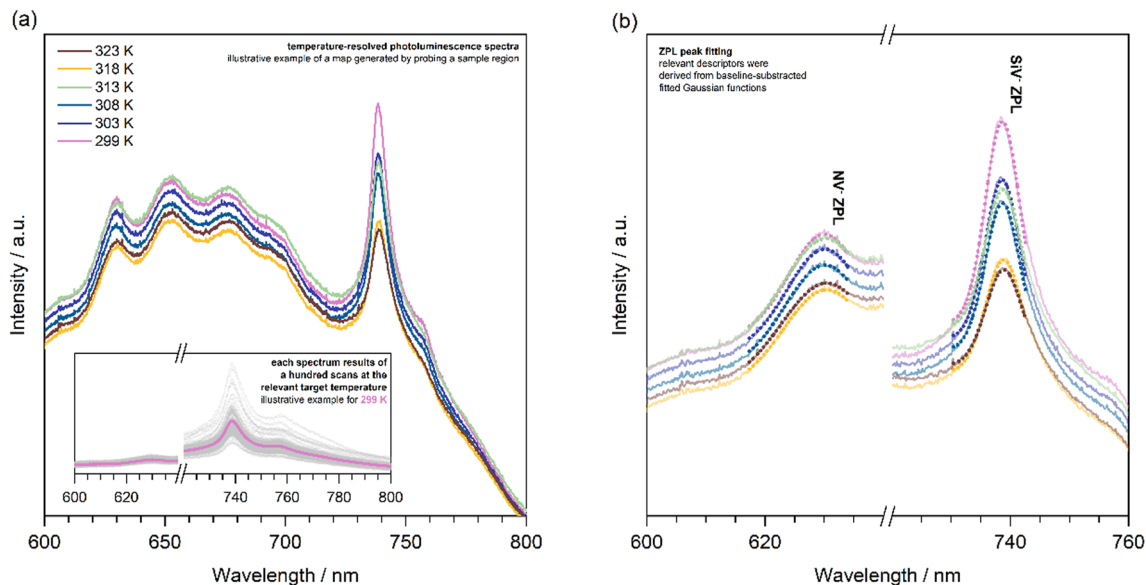 (a)
temperature-resolved photoluminescence spectra
illustrative example of a map generated by probing a sample region
323 K
318 K
313 K
308 K
303 K
299 K
Intensity / a.u.
each spectrum results of
a hundred scans at the
relevant target temperature
illustrative example for 299 K
600 620 740 760 780 800
600 650 700 750 800
Wavelength / nm
(b)
ZPL peak fitting
relevant descriptors were
derived from baseline-substracted
fitted Gaussian functions
NV- ZPL
SiV- ZPL
Intensity / a.u.
600 620 740 760
Wavelength / nm